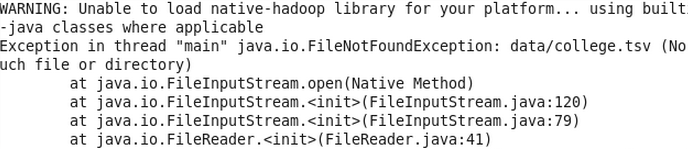 WARNING: Unable to load native-hadoop library for your platform... using built
-java classes where applicable
Exception in thread "main" java.io.FileNotFoundException: data/college.tsv (No
uch file or directory)
at java.io.FileInputStream.open(Native Method)
at java.io.FileInputStream.<init>(FileInputStream.java:120)
at java.io.FileInputStream.<init>(FileInputStream.java:79)
at java.io.FileReader.<init>(FileReader.java:41)